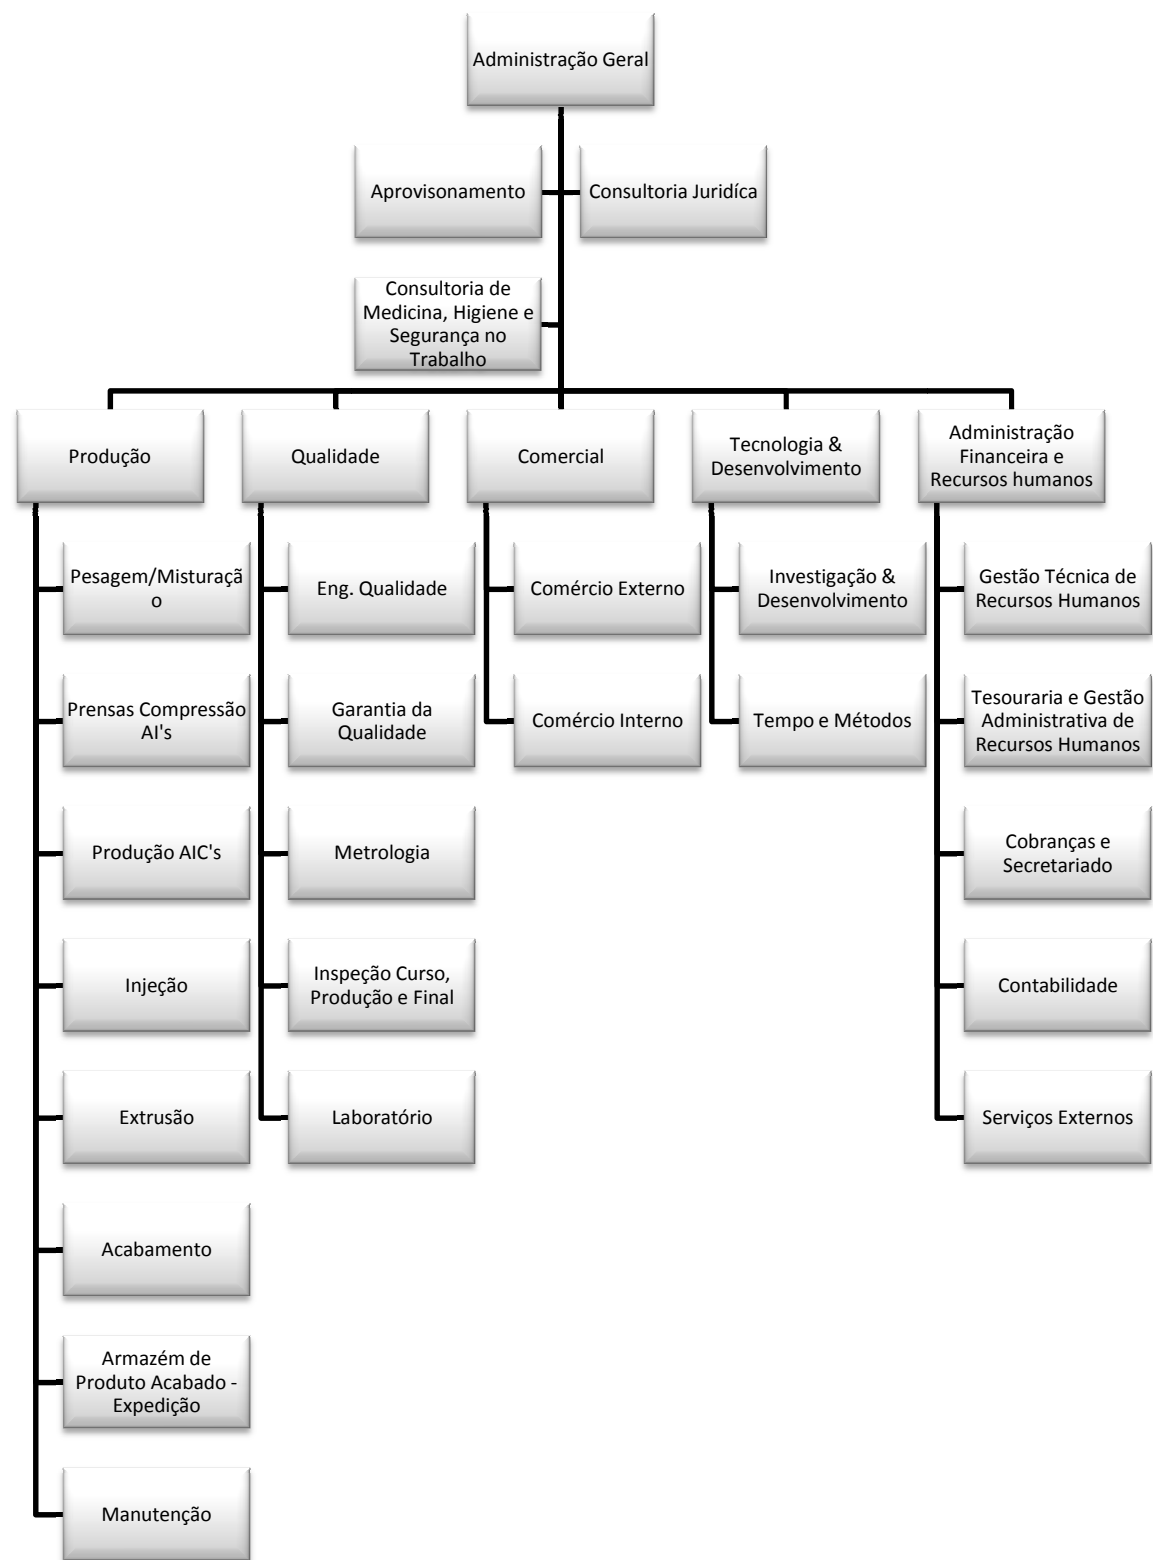 Administração Geral
Aprovisonamento
Consultoria Juridíca
Consultoria de
Medicina, Higiene e
Segurança no
Trabalho
Produção
Qualidade
Comercial
Tecnologia &
Desenvolvimento
Administração
Financeira e
Recursos humanos
Pesagem/Misturaçã
o
Prensas Compressão
AI's
Produção AIC's
Injeção
Extrusão
Acabamento
Armazém de
Produto Acabado -
Expedição
Manutenção
Eng. Qualidade
Garantia da
Qualidade
Metrologia
Inspeção Curso,
Produção e Final
Laboratório
Comércio Externo
Comércio Interno
Investigação &
Desenvolvimento
Tempo e Métodos
Gestão Técnica de
Recursos Humanos
Tesouraria e Gestão
Administrativa de
Recursos Humanos
Cobranças e
Secretariado
Contabilidade
Serviços Externos